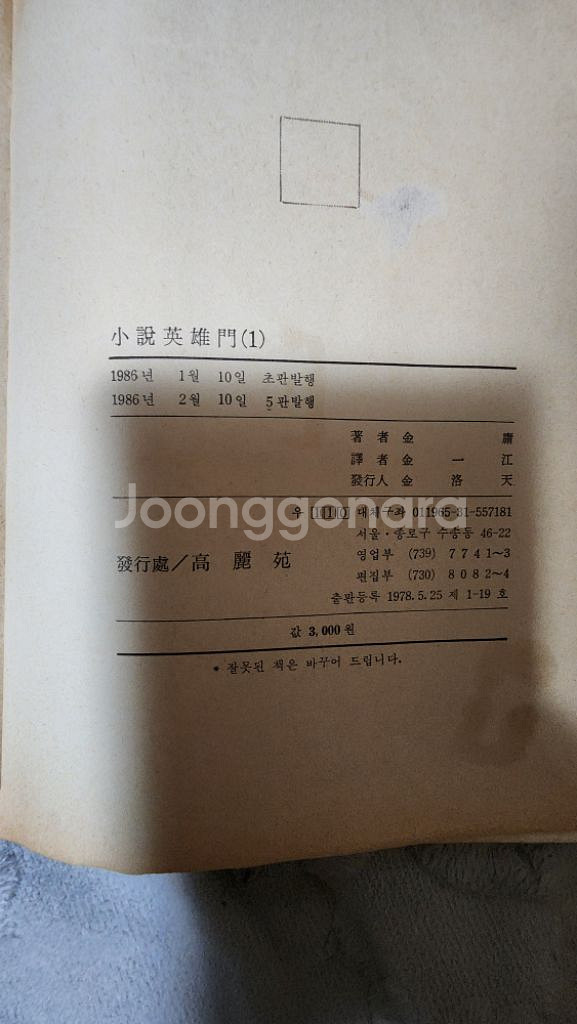 小說英雄門(1)
1986년 1월 10일 초판발행
1986년 2월 10일 5판발행
著者 金庸
譯者 金一江
發行人 金洛天
Joonggonara
우 110 대체구좌 011965-31-557181
서울·종로구 수송동 46-22
發行處/高麗苑
영업부 (739) 7741~3
편집부 (730) 8082~4
출판등록 1978.5.25 제 1-19 호
값 3,000원
* 잘못된 책은 바꾸어 드립니다.